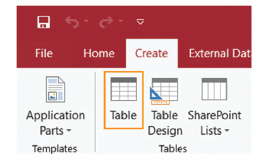 File Home Create External Dat
Application Parts
Table
Table Design
SharePoint Lists
Templates
Tables